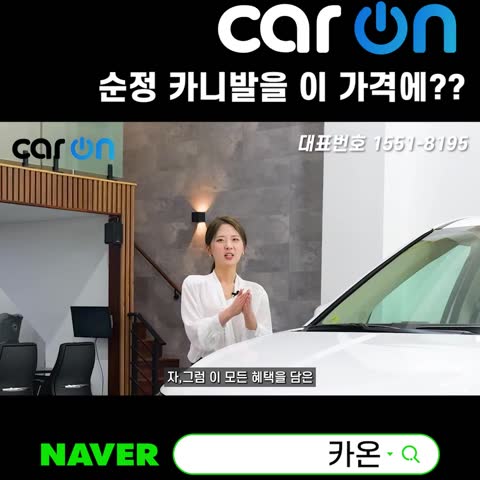 car on
순정 카니발을 이 가격에??
car on
대표번호 1551-8195
자,그럼 이 모든 혜택을 담은
NAVER
카온